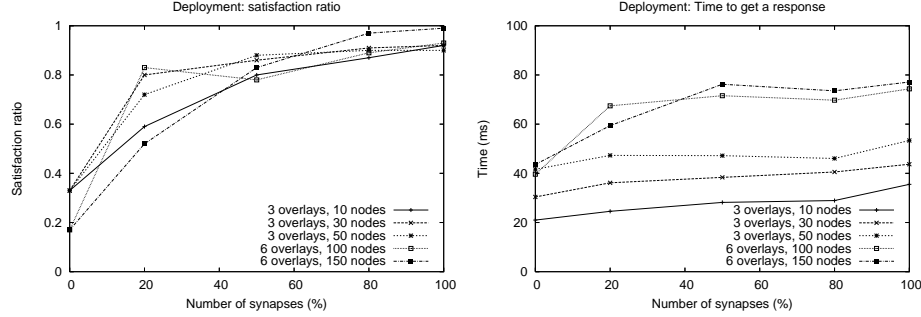 Deployment: satisfaction ratio
1
0.8
0.6
0.4
0.2
0
Satisfaction ratio
3 overlays, 10 nodes
3 overlays, 30 nodes
3 overlays, 50 nodes
6 overlays, 100 nodes
6 overlays, 150 nodes
0 20 40 60 80 100
Number of synapses (%)
Deployment: Time to get a response
100
80
60
40
20
0
Time (ms)
3 overlays, 10 nodes
3 overlays, 30 nodes
3 overlays, 50 nodes
6 overlays, 100 nodes
6 overlays, 150 nodes
0 20 40 60 80 100
Number of synapses (%)